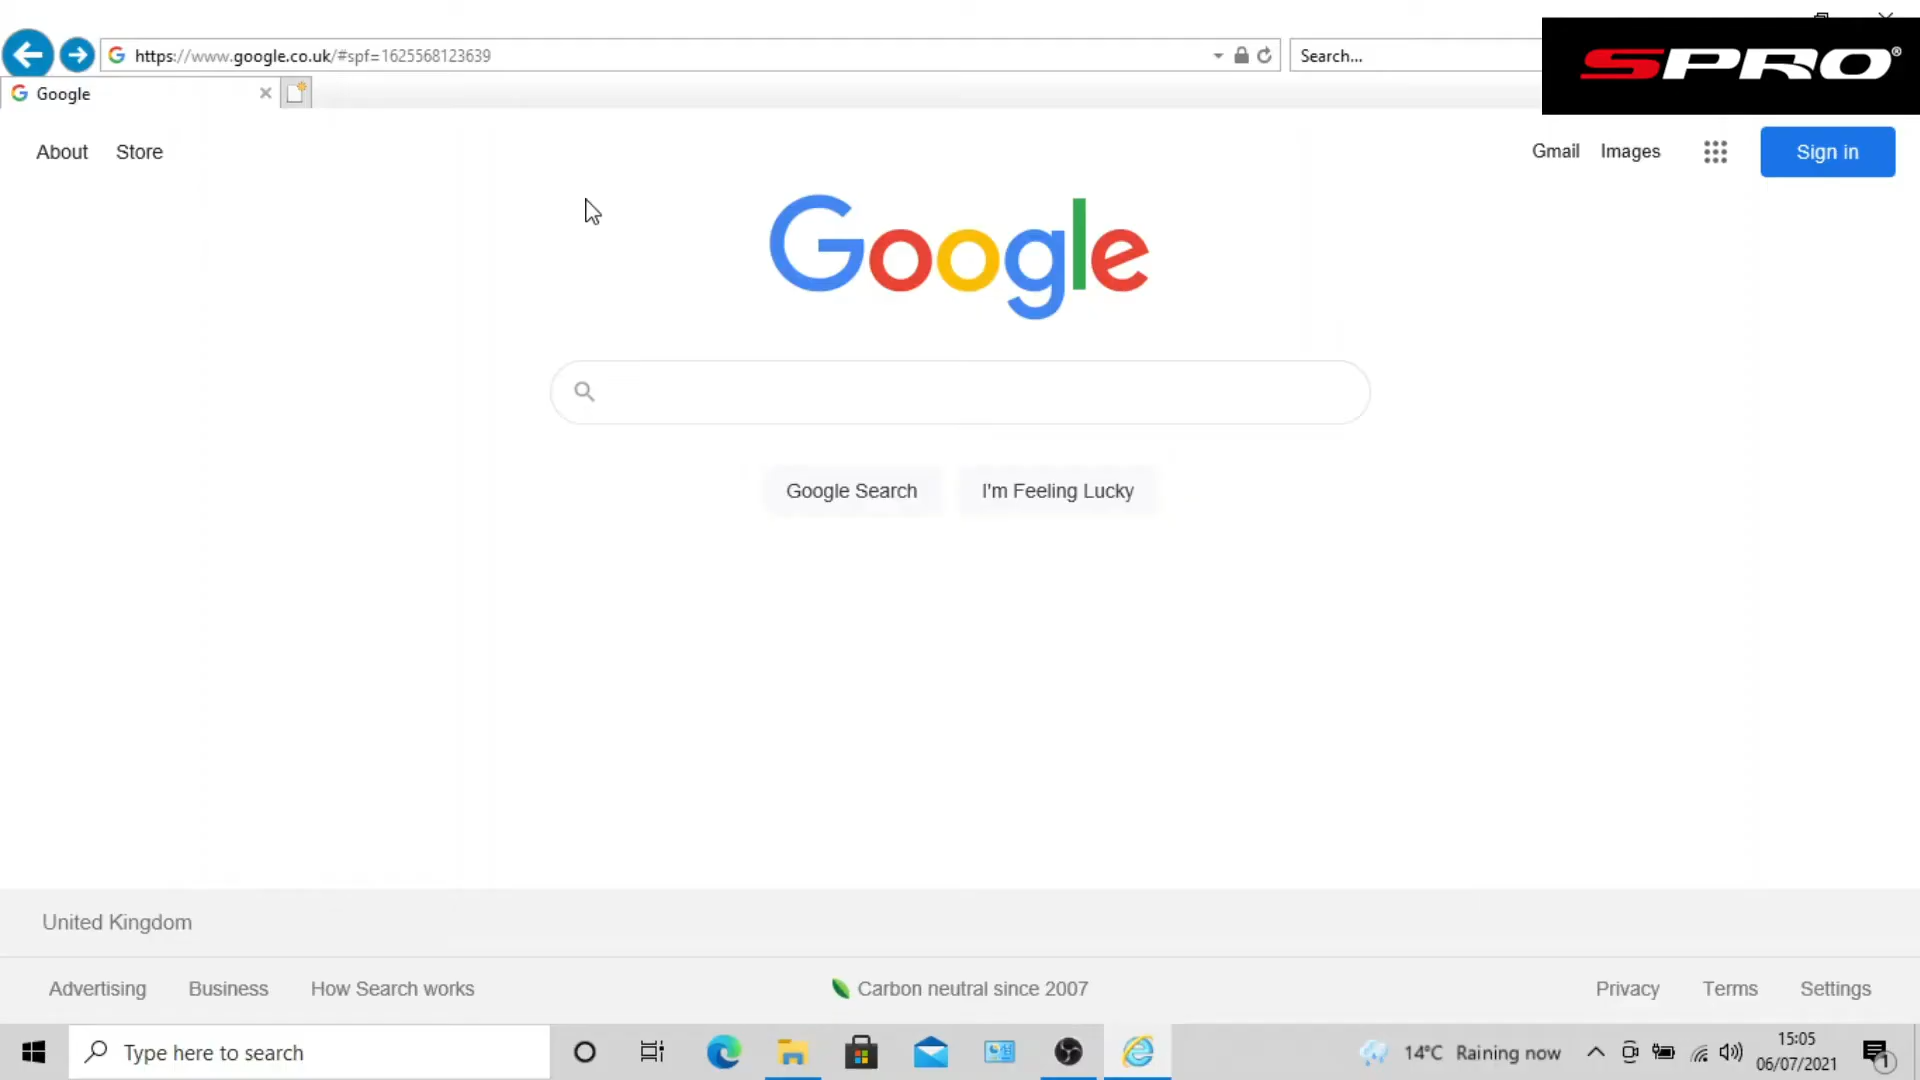 https://www.google.co.uk/#spf=1625568123639
Search...
SPRO®
Google
About
Store
Gmail
Images
Sign in
Google
Google Search
I'm Feeling Lucky
United Kingdom
Advertising
Business
How Search works
Carbon neutral since 2007
Privacy
Terms
Settings
Type here to search
14°C Raining now
15:05
06/07/2021
1